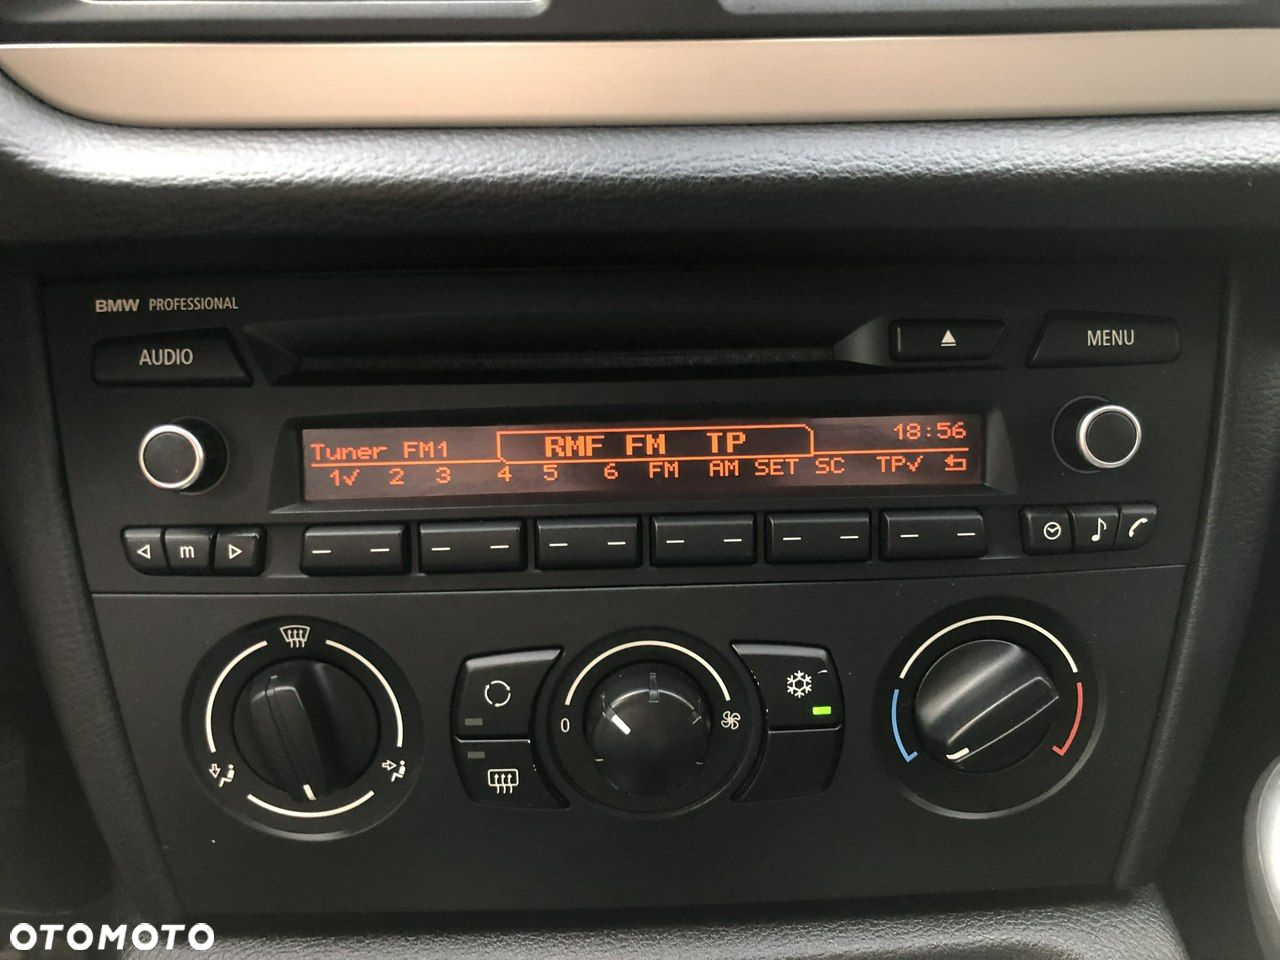 BMW PROFESSIONAL
AUDIO
MENU
Tuner FM1 RMF FM TP 18:56
1✓ 2 3 4 5 6 FM AM SET SC TP✓
m
0
OTOMOTO